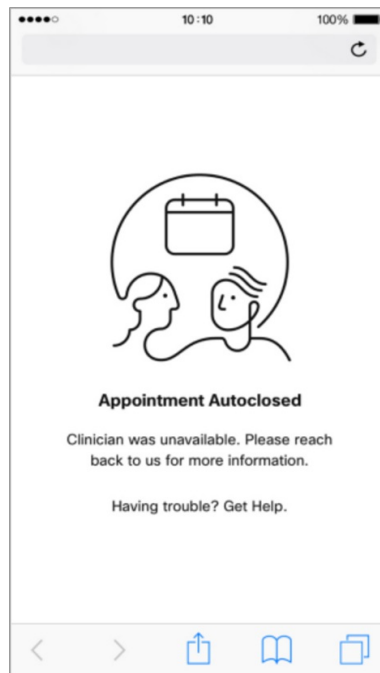 10:10
100%
Appointment Autoclosed
Clinician was unavailable. Please reach
back to us for more information.
Having trouble? Get Help.